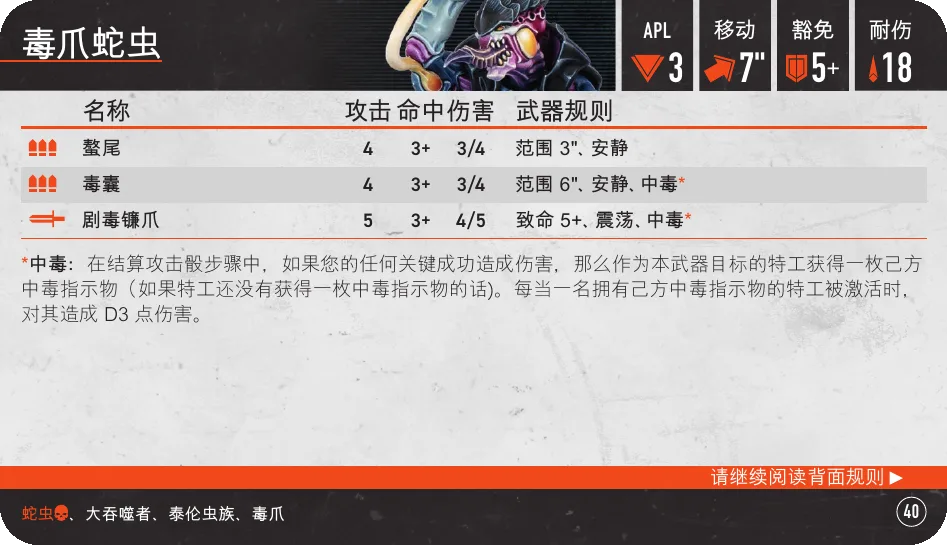 毒爪蛇虫
APL 移动 豁免 耐伤
3 7" 5+ 18
名称 攻击 命中 伤害 武器规则
螯尾 4 3+ 3/4 范围 3"、安静
毒囊 4 3+ 3/4 范围 6"、安静、中毒*
剧毒镰爪 5 3+ 4/5 致命 5+、震荡、中毒*
*中毒：在结算攻击骰步骤中，如果您的任何关键成功造成伤害，那么作为本武器目标的特工获得一枚己方
中毒指示物（如果特工还没有获得一枚中毒指示物的话)。每当一名拥有己方中毒指示物的特工被激活时，
对其造成 D3 点伤害。
请继续阅读背面规则 ▶
蛇虫、大吞噬者、泰伦虫族、毒爪
40